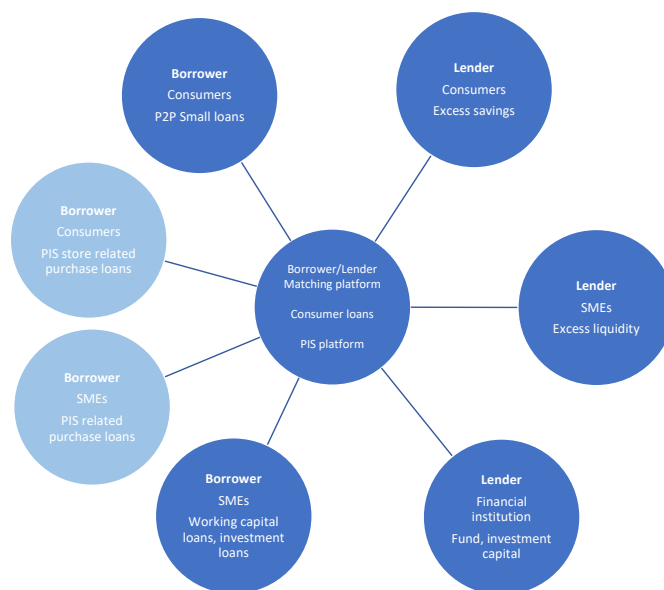 Borrower
Consumers
P2P Small loans
Lender
Consumers
Excess savings
Borrower
Consumers
PIS store related
purchase loans
Borrower/Lender
Matching platform
Consumer loans
PIS platform
Lender
SMEs
Excess liquidity
Borrower
SMEs
PIS related
purchase loans
Borrower
SMEs
Working capital
loans, investment
loans
Lender
Financial
institution
Fund, investment
capital